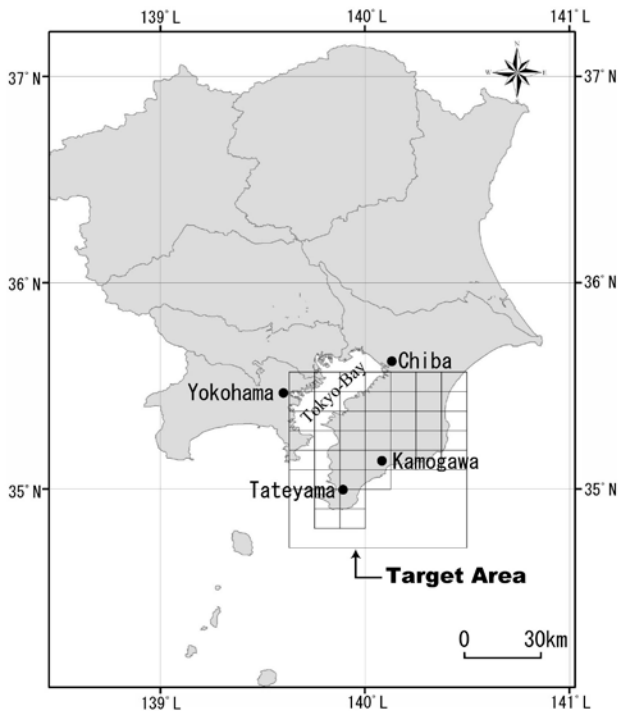 139° L 140° L 141° L
N
W E
S
37° N 37° N
36° N 36° N
Chiba
Tokyo-Bay
Yokohama
Kamogawa
35° N 35° N
Tateyama
Target Area
0 30km
139° L 140° L 141° L